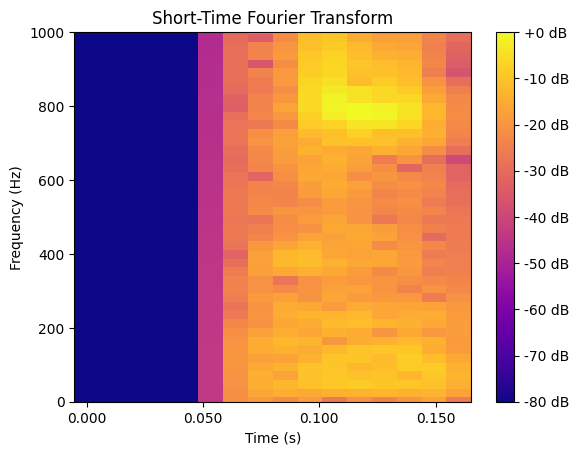 Short-Time Fourier Transform
1000
800
600
400
200
0
Frequency (Hz)
0.000
0.050
0.100
0.150
Time (s)
+0 dB
-10 dB
-20 dB
-30 dB
-40 dB
-50 dB
-60 dB
-70 dB
-80 dB